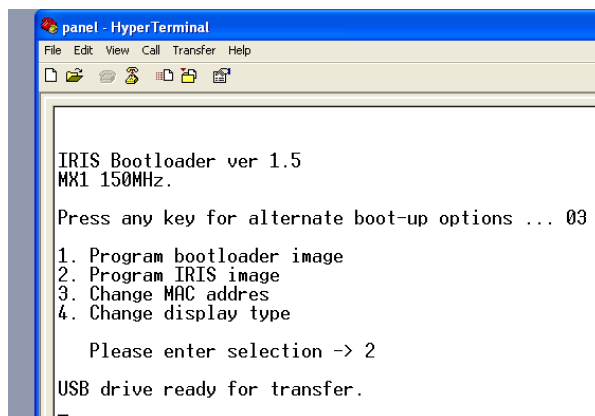 panel - HyperTerminal
File Edit View Call Transfer Help
IRIS Bootloader ver 1.5
MX1 150MHz.
Press any key for alternate boot-up options ... 03
1. Program bootloader image
2. Program IRIS image
3. Change MAC addres
4. Change display type
Please enter selection -> 2
USB drive ready for transfer.